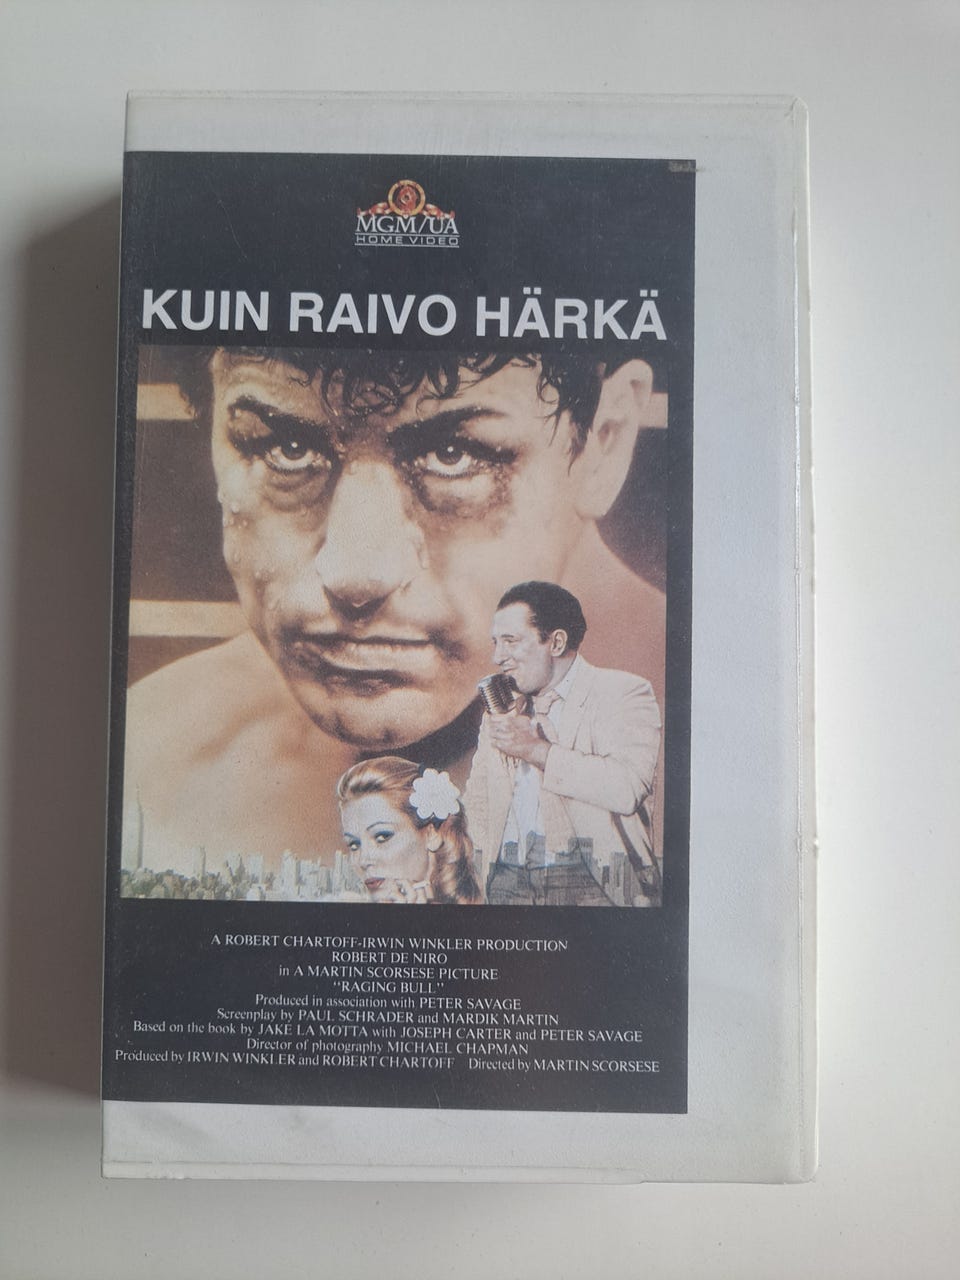 MGM/UA
HOME VIDEO
KUIN RAIVO HÄRKÄ
A ROBERT CHARTOFF-IRWIN WINKLER PRODUCTION
ROBERT DE NIRO
in A MARTIN SCORSESE PICTURE
"RAGING BULL"
Produced in association with PETER SAVAGE
Screenplay by PAUL SCHRADER and MARDIK MARTIN
Based on the book by JAKE LA MOTTA with JOSEPH CARTER and PETER SAVAGE
Director of photography MICHAEL CHAPMAN
Produced by IRWIN WINKLER and ROBERT CHARTOFF Directed by MARTIN SCORSESE